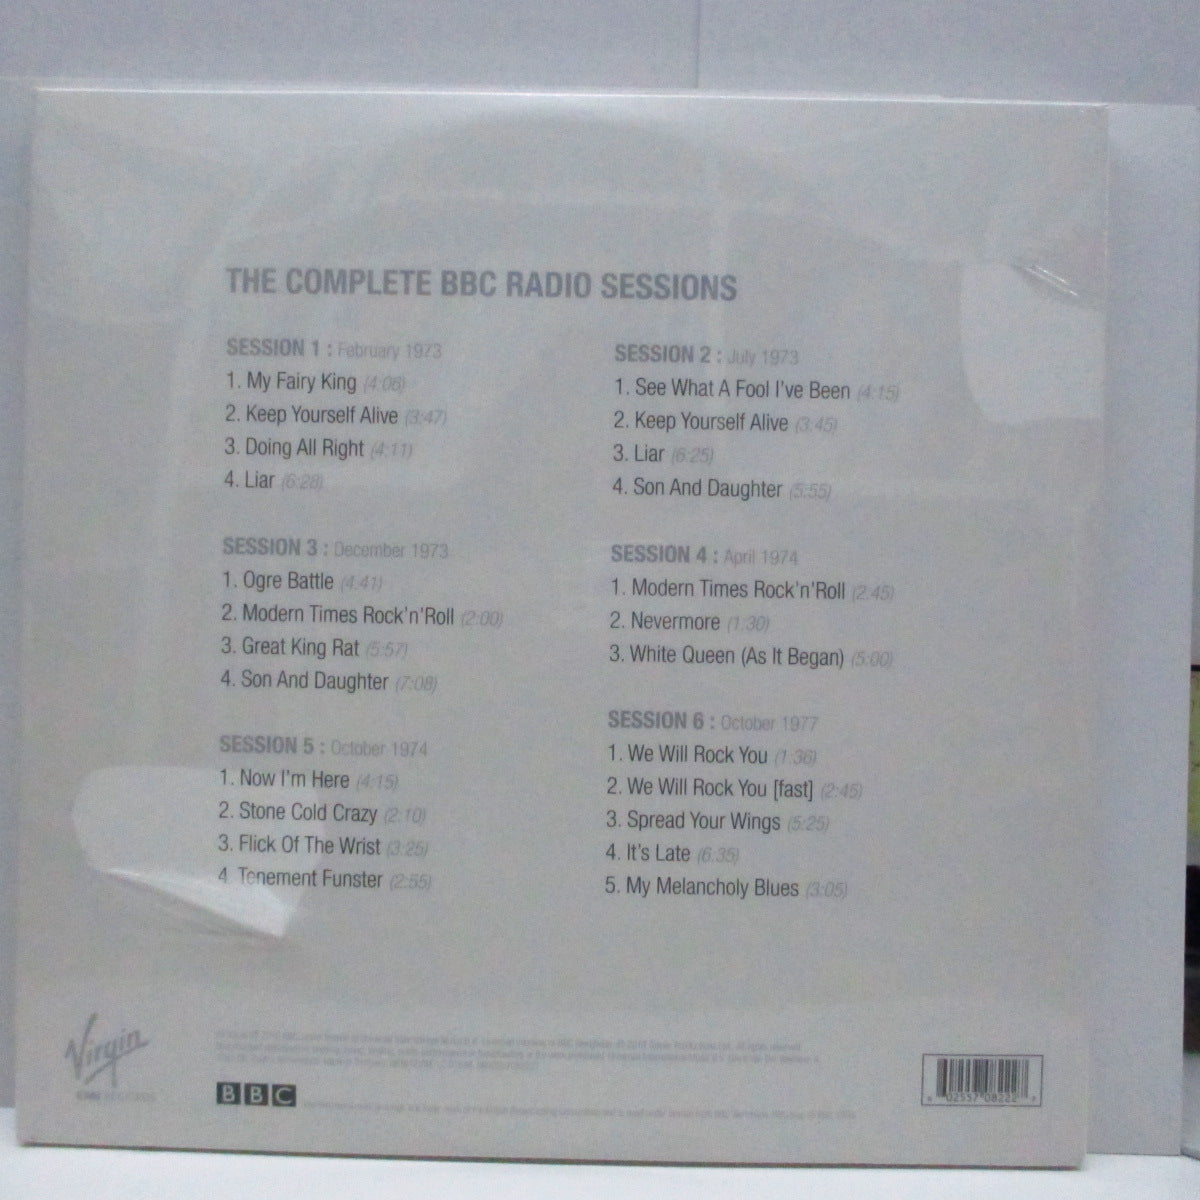 THE COMPLETE BBC RADIO SESSIONS
SESSION 1 : February 1973
1. My Fairy King (4:06)
2. Keep Yourself Alive (3:47)
3. Doing All Right (4:11)
4. Liar (6:28)
SESSION 2 : July 1973
1. See What A Fool I've Been (4:15)
2. Keep Yourself Alive (3.45)
3. Liar (6:25)
4. Son And Daughter (5:55)
SESSION 3 : December 1973
1. Ogre Battle (4.41)
2. Modern Times Rock'n'Roll (2:00)
3. Great King Rat (5:57)
4. Son And Daughter (7:08)
SESSION 4 : April 1974
1. Modern Times Rock'n'Roll (2:45)
2. Nevermore (1:30)
3. White Queen (As It Began) (5:00)
SESSION 5 : October 1974
1. Now I'm Here (4:15)
2. Stone Cold Crazy (2:10)
3. Flick Of The Wrist (3:25)
4. Tenement Funster (2:55)
SESSION 6 : October 1977
1. We Will Rock You (1:36)
2. We Will Rock You [fast] (2:45)
3. Spread Your Wings (5:25)
4. It's Late (6.35)
5. My Melancholy Blues (3:05)
Virgin
EMI RECORDS
BBC
6 02557 08222 7